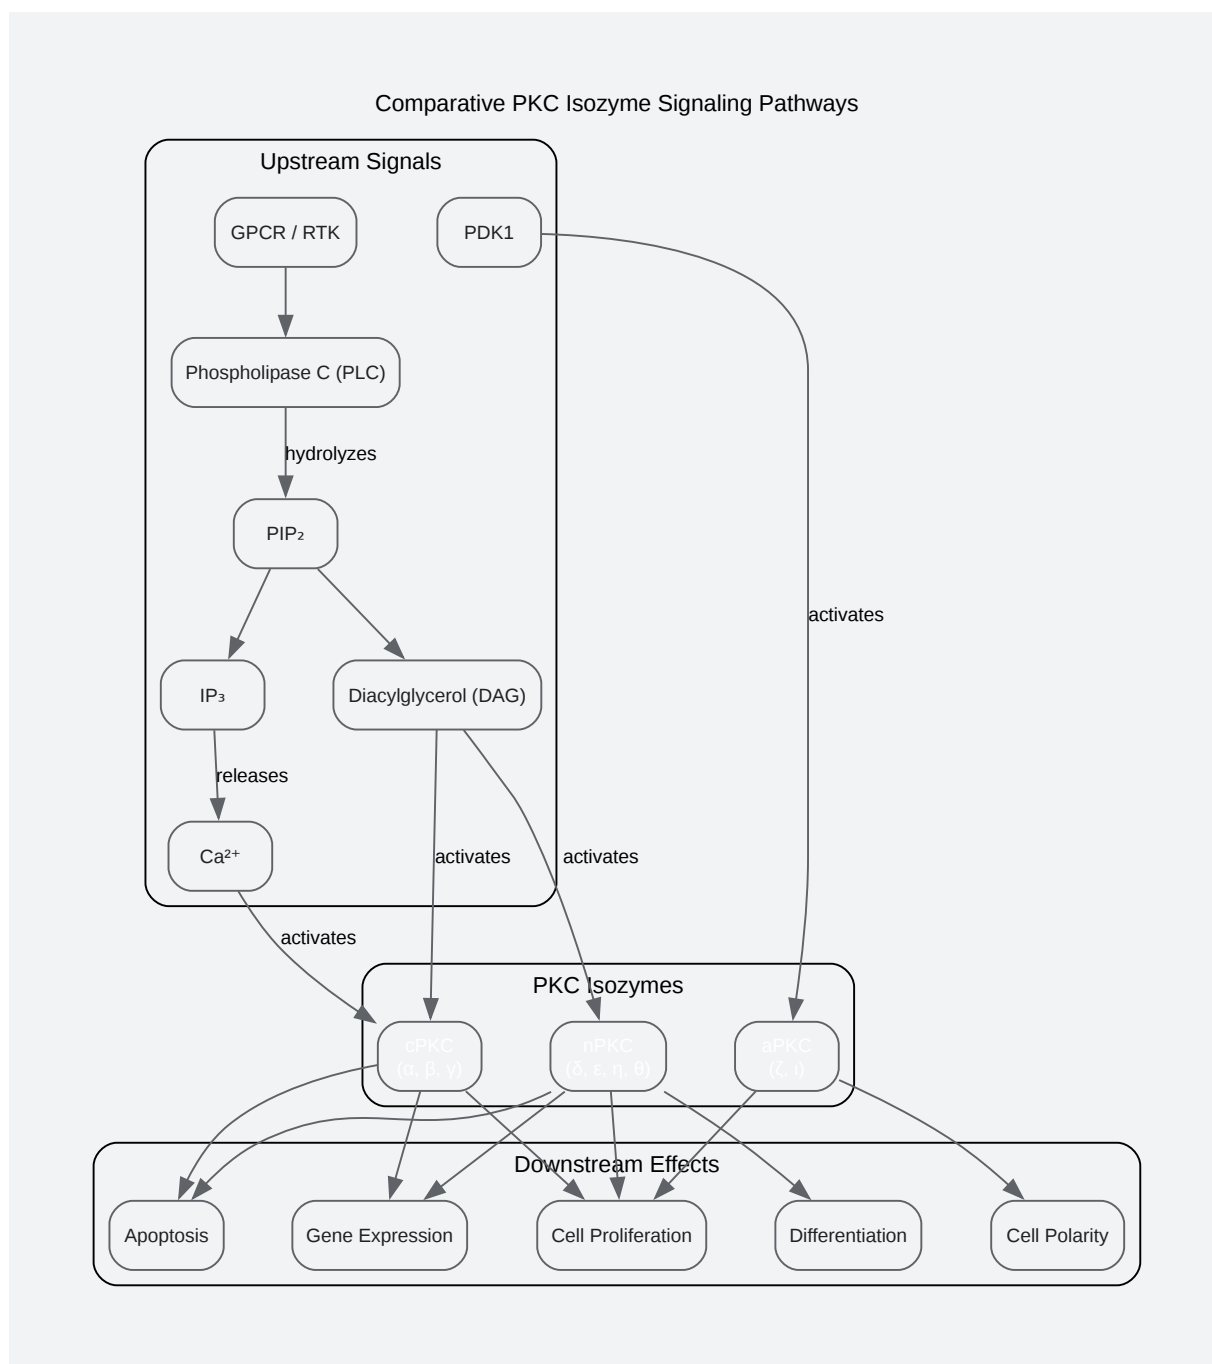 Comparative PKC Isozyme Signaling Pathways
Upstream Signals
GPCR / RTK
PDK1
Phospholipase C (PLC)
hydrolyzes
PIP₂
activates
IP₃
Diacylglycerol (DAG)
releases
Ca²⁺
activates
activates
activates
PKC Isozymes
cPKC
(α, β, γ)
nPKC
(δ, ε, η, θ)
aPKC
(ζ, ι)
Downstream Effects
Apoptosis
Gene Expression
Cell Proliferation
Differentiation
Cell Polarity